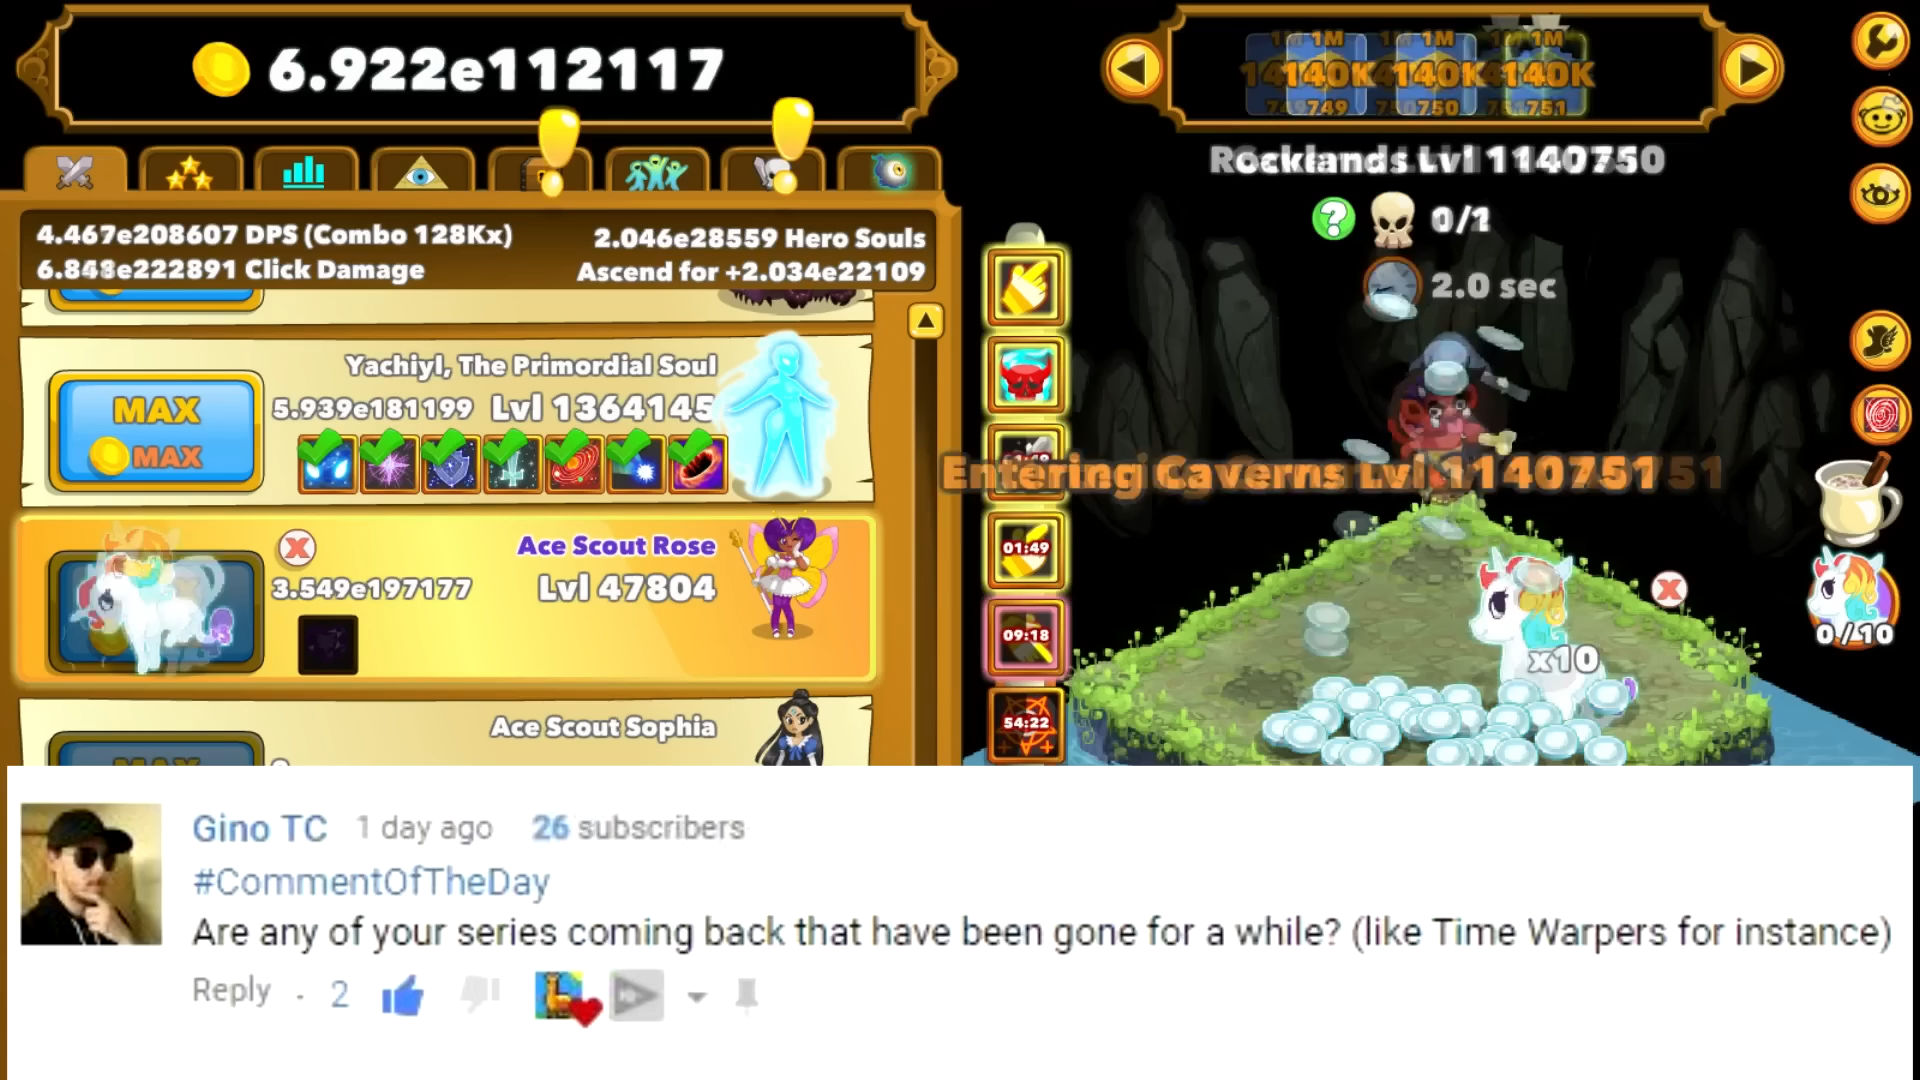 6.922e112117
1M 1M 1M
140K 140K 140K
749 750 751
Rocklands Lvl 1140750
0/1
2.0 sec
4.467e208607 DPS (Combo 128Kx)
2.046e28559 Hero Souls
6.848e222891 Click Damage
Ascend for +2.034e22109
Yachiyl, The Primordial Soul
MAX
MAX
5.939e181199 Lvl 1364145
Entering Caverns Lvl 1140751
01:49
Ace Scout Rose
3.549e197177
Lvl 47804
09:18
x10
0/10
Ace Scout Sophia
54:22
MAX
Gino TC 1 day ago 26 subscribers
#CommentOfTheDay
Are any of your series coming back that have been gone for a while? (like Time Warpers for instance)
Reply · 2